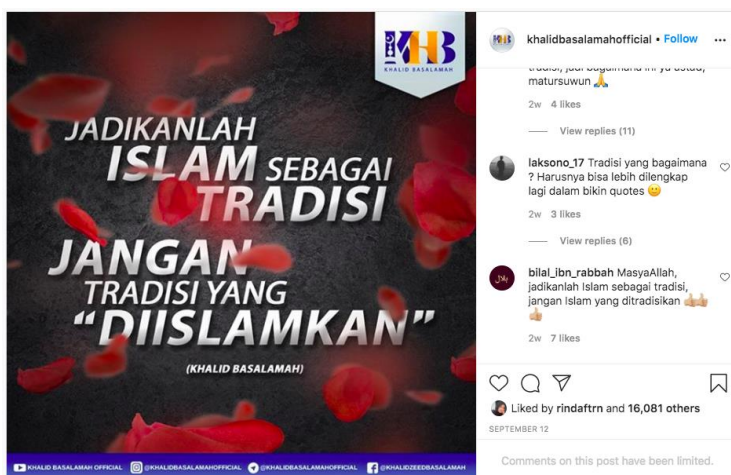 KHB
KHALID BASALAMAH
JADIKANLAH
ISLAM SEBAGAI
TRADISI
JANGAN
TRADISI YANG
“DIISLAMKAN”
(KHALID BASALAMAH)
KHALID BASALAMAH OFFICIAL @KHALIDBASALAMAHOFFICIAL @KHALIDBASALAMAHOFFICIAL @KHALIDZEEDBASALAMAH
KHB
khalidbasalamahofficial • Follow ...
tradisi, jadi bagaimana ini ya ustad,
matursuwun 🙏
2w 4 likes
View replies (11)
laksono_17 Tradisi yang bagaimana
? Harusnya bisa lebih dilengkap
lagi dalam bikin quotes 🙂
2w 3 likes
View replies (6)
bilal_ibn_rabbah MasyaAllah,
jadikanlah Islam sebagai tradisi,
jangan Islam yang ditradisikan 👍🏻👍🏻
👍🏻
2w 7 likes
Liked by rindaftrn and 16,081 others
SEPTEMBER 12
Comments on this post have been limited.